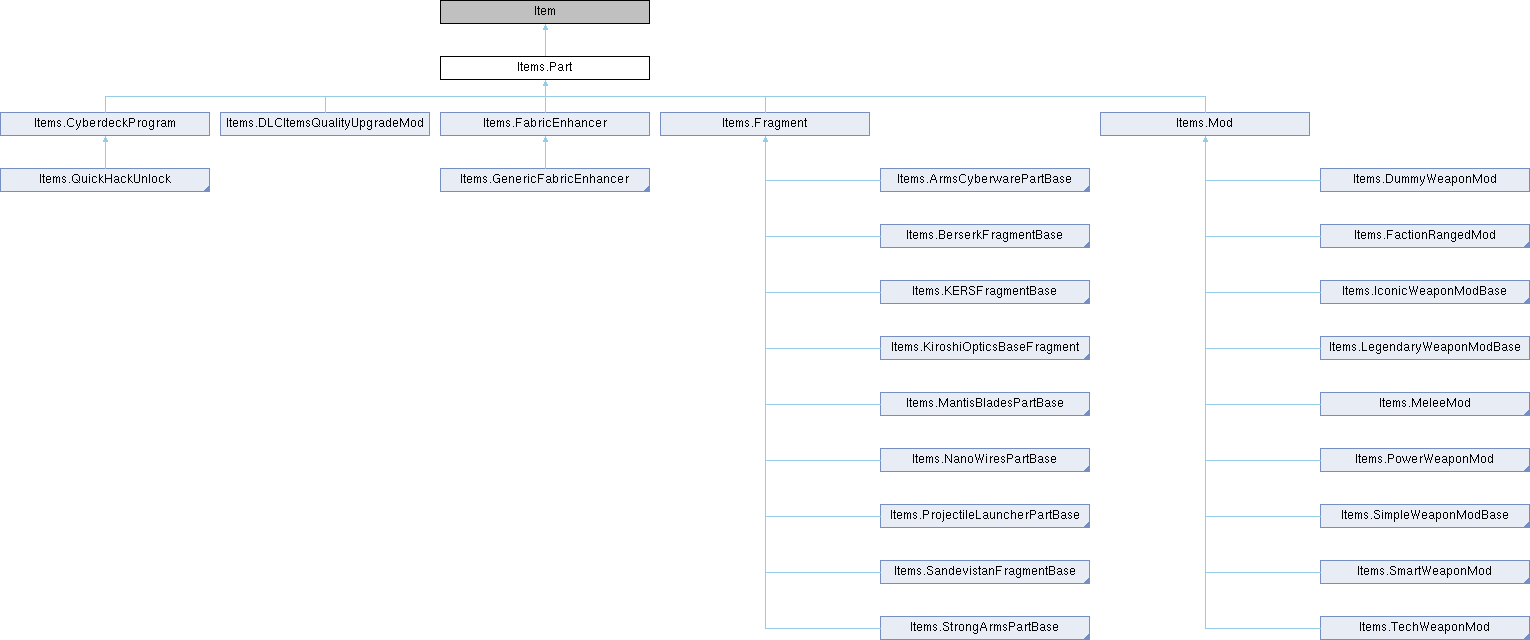 Item
Items.Part
Items.CyberdeckProgram
Items.DLCItemsQualityUpgradeMod
Items.FabricEnhancer
Items.Fragment
Items.Mod
Items.QuickHackUnlock
Items.GenericFabricEnhancer
Items.ArmsCyberwarePartBase
Items.DummyWeaponMod
Items.BerserkFragmentBase
Items.FactionRangedMod
Items.KERSFragmentBase
Items.IconicWeaponModBase
Items.KiroshiOpticsBaseFragment
Items.LegendaryWeaponModBase
Items.MantisBladesPartBase
Items.MeleeMod
Items.NanoWiresPartBase
Items.PowerWeaponMod
Items.ProjectileLauncherPartBase
Items.SimpleWeaponModBase
Items.SandevistanFragmentBase
Items.SmartWeaponMod
Items.StrongArmsPartBase
Items.TechWeaponMod